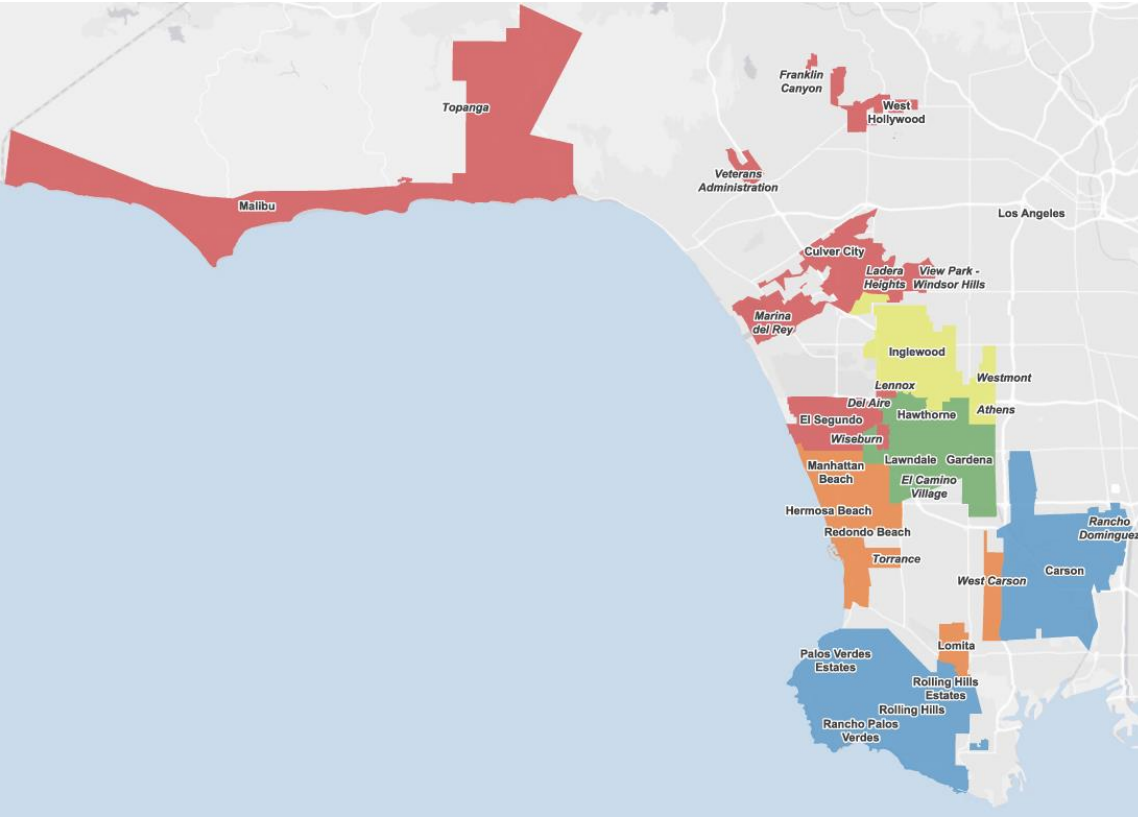 Franklin
Canyon
West
Hollywood
Topanga
Veterans
Administration
Malibu
Los Angeles
Culver City
Ladera
Heights
View Park -
Windsor Hills
Marina
del Rey
Inglewood
Westmont
Lennox
Del Aire
Athens
Hawthorne
El Segundo
Wiseburn
Lawndale
Gardena
Manhattan
Beach
El Camino
Village
Hermosa Beach
Rancho
Dominguez
Redondo Beach
Torrance
West Carson
Carson
Lomita
Palos Verdes
Estates
Rolling Hills
Estates
Rolling Hills
Rancho Palos
Verdes